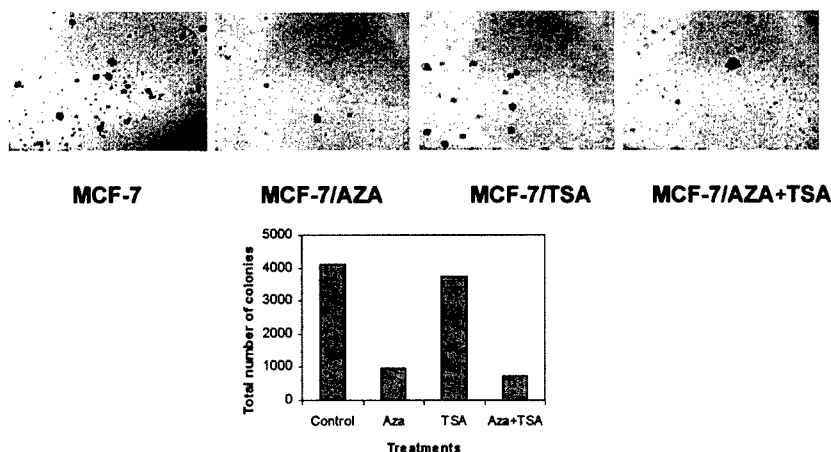 MCF-7 MCF-7/AZA MCF-7/TSA MCF-7/AZA+TSA
Total number of colonies
5000
4000
3000
2000
1000
0
Control Aza TSA Aza+TSA
Treatments